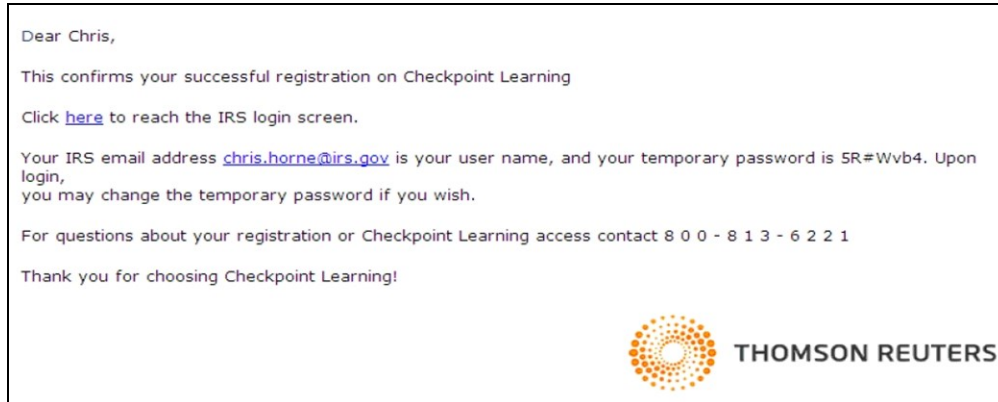 Dear Chris,
This confirms your successful registration on Checkpoint Learning
Click here to reach the IRS login screen.
Your IRS email address chris.horne@irs.gov is your user name, and your temporary password is 5R#Wvb4. Upon
login,
you may change the temporary password if you wish.
For questions about your registration or Checkpoint Learning access contact 8 0 0 - 8 1 3 - 6 2 2 1
Thank you for choosing Checkpoint Learning!
THOMSON REUTERS